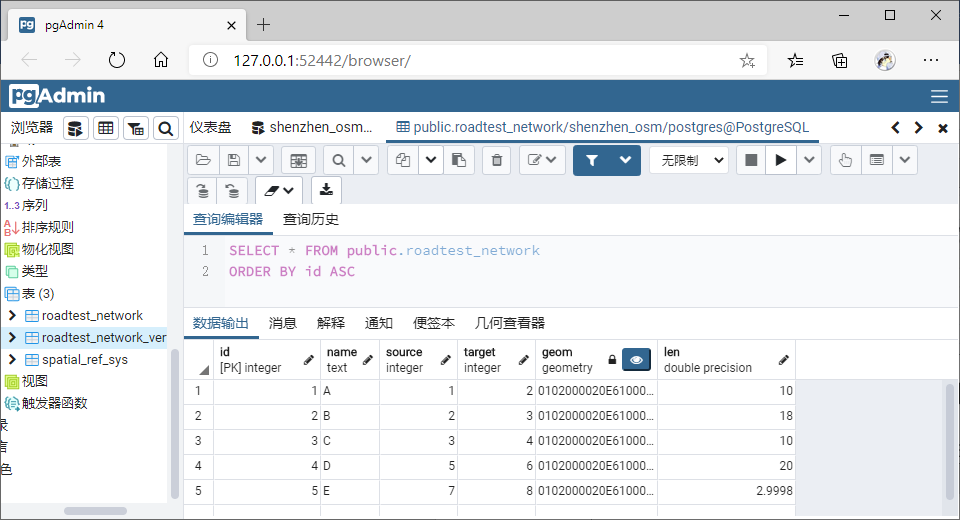 pgAdmin 4
127.0.0.1:52442/browser/
pgAdmin
浏览器
仪表盘
shenzhen_osm...
public.roadtest_network/shenzhen_osm/postgres@PostgreSQL
外部表
存储过程
1..3 序列
排序规则
物化视图
类型
表 (3)
roadtest_network
roadtest_network_ver
spatial_ref_sys
视图
触发器函数
无限制
查询编辑器 查询历史
1 SELECT * FROM public.roadtest_network
2 ORDER BY id ASC
数据输出 消息 解释 通知 便签本 几何查看器
id name source target geom len
[PK] integer text integer integer geometry double precision
1 1 A 1 2 0102000020E61000... 10
2 2 B 2 3 0102000020E61000... 18
3 3 C 3 4 0102000020E61000... 10
4 4 D 5 6 0102000020E61000... 20
5 5 E 7 8 0102000020E61000... 2.9998